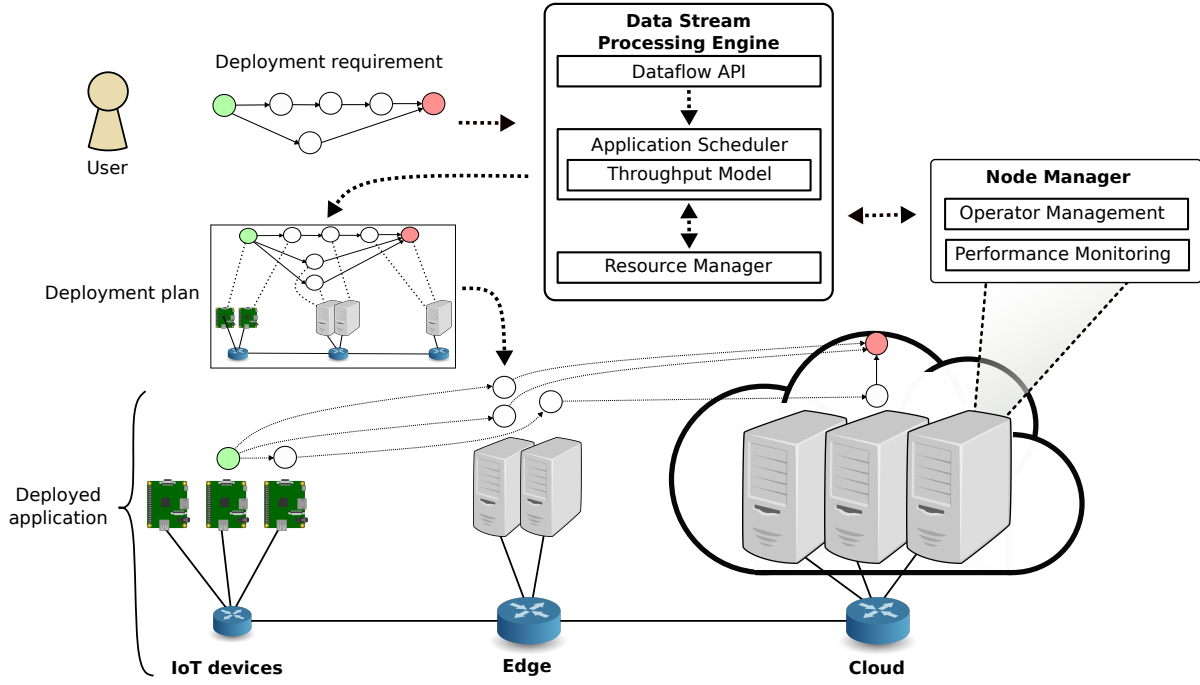 Data Stream
Processing Engine
Dataflow API
Deployment requirement
Application Scheduler
Throughput Model
User
Node Manager
Operator Management
Performance Monitoring
Resource Manager
Deployment plan
Deployed
application
IoT devices
Edge
Cloud